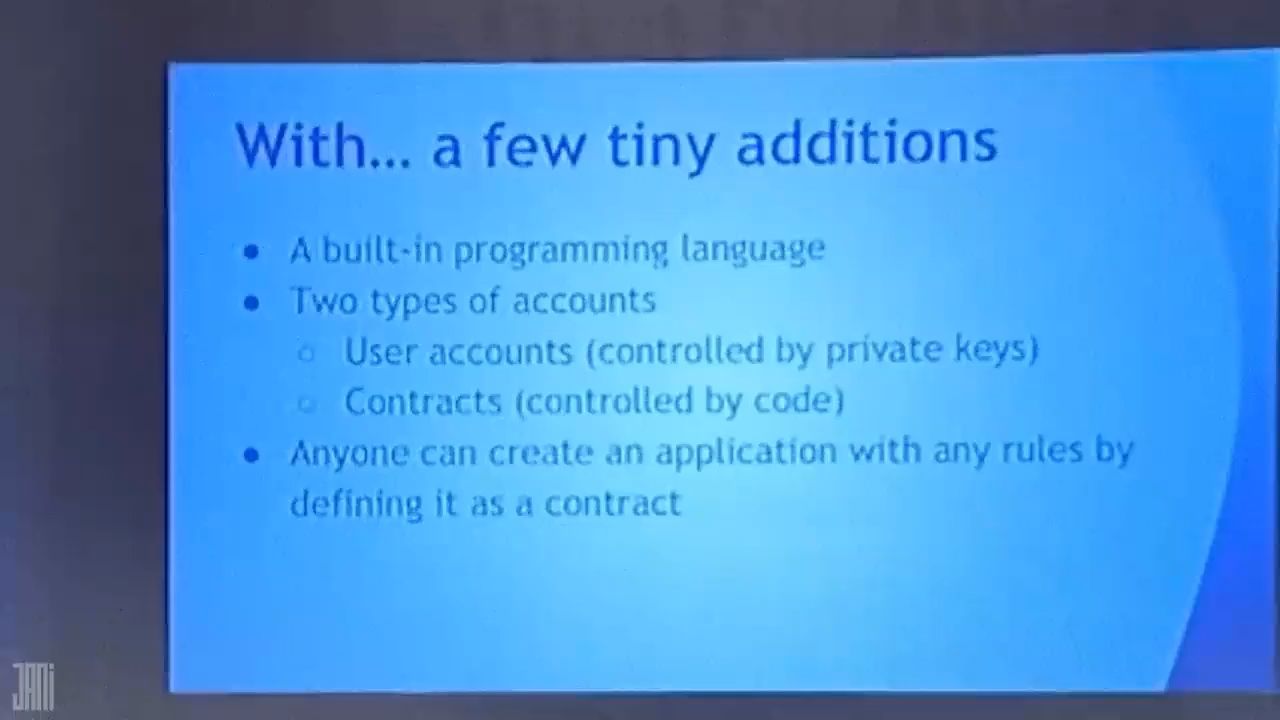 With... a few tiny additions
● A built-in programming language
● Two types of accounts
○ User accounts (controlled by private keys)
○ Contracts (controlled by code)
● Anyone can create an application with any rules by
defining it as a contract
JANi